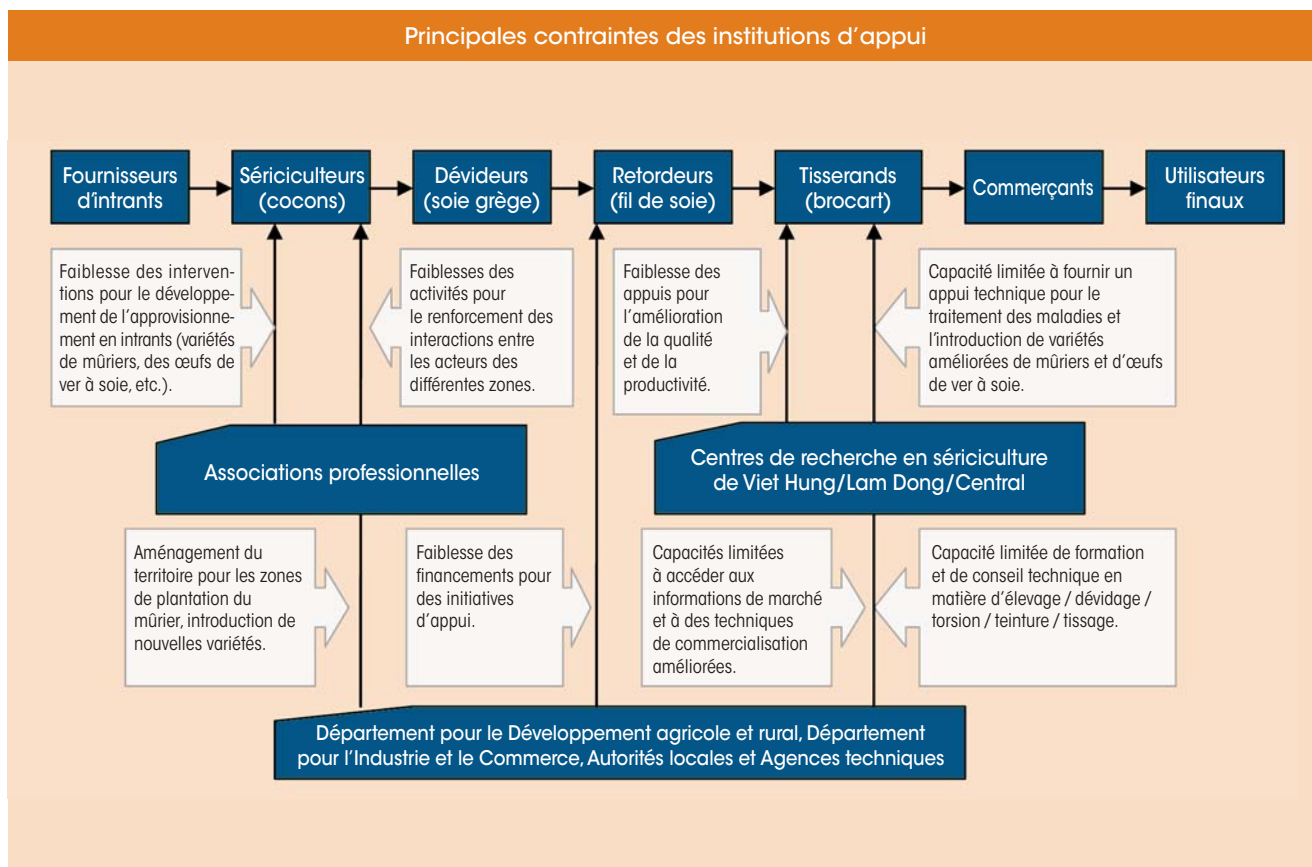 Principales contraintes des institutions d'appui
Fournisseurs
d'intrants
Sériciculteurs
(cocons)
Dévideurs
(soie grège)
Retordeurs
(fil de soie)
Tisserands
(brocart)
Commerçants
Utilisateurs
finaux
Faiblesse des interven-
tions pour le développe-
ment de l'approvisionne-
ment en intrants (variétés
de mûriers, des œufs de
ver à soie, etc.).
Faiblesses des
activités pour
le renforcement des
interactions entre
les acteurs des
différentes zones.
Faiblesse des
appuis pour
l'amélioration
de la qualité
et de la
productivité.
Capacité limitée à fournir un
appui technique pour le
traitement des maladies et
l'introduction de variétés
améliorées de mûriers et d'œufs
de ver à soie.
Associations professionnelles
Centres de recherche en sériciculture
de Viet Hung/Lam Dong/Central
Aménagement du
territoire pour les zones
de plantation du
mûrier, introduction de
nouvelles variétés.
Faiblesse des
financements pour
des initiatives
d'appui.
Capacités limitées
à accéder aux
informations de marché
et à des techniques
de commercialisation
améliorées.
Capacité limitée de formation
et de conseil technique en
matière d'élevage / dévidage /
torsion / teinture / tissage.
Département pour le Développement agricole et rural, Département
pour l'Industrie et le Commerce, Autorités locales et Agences techniques